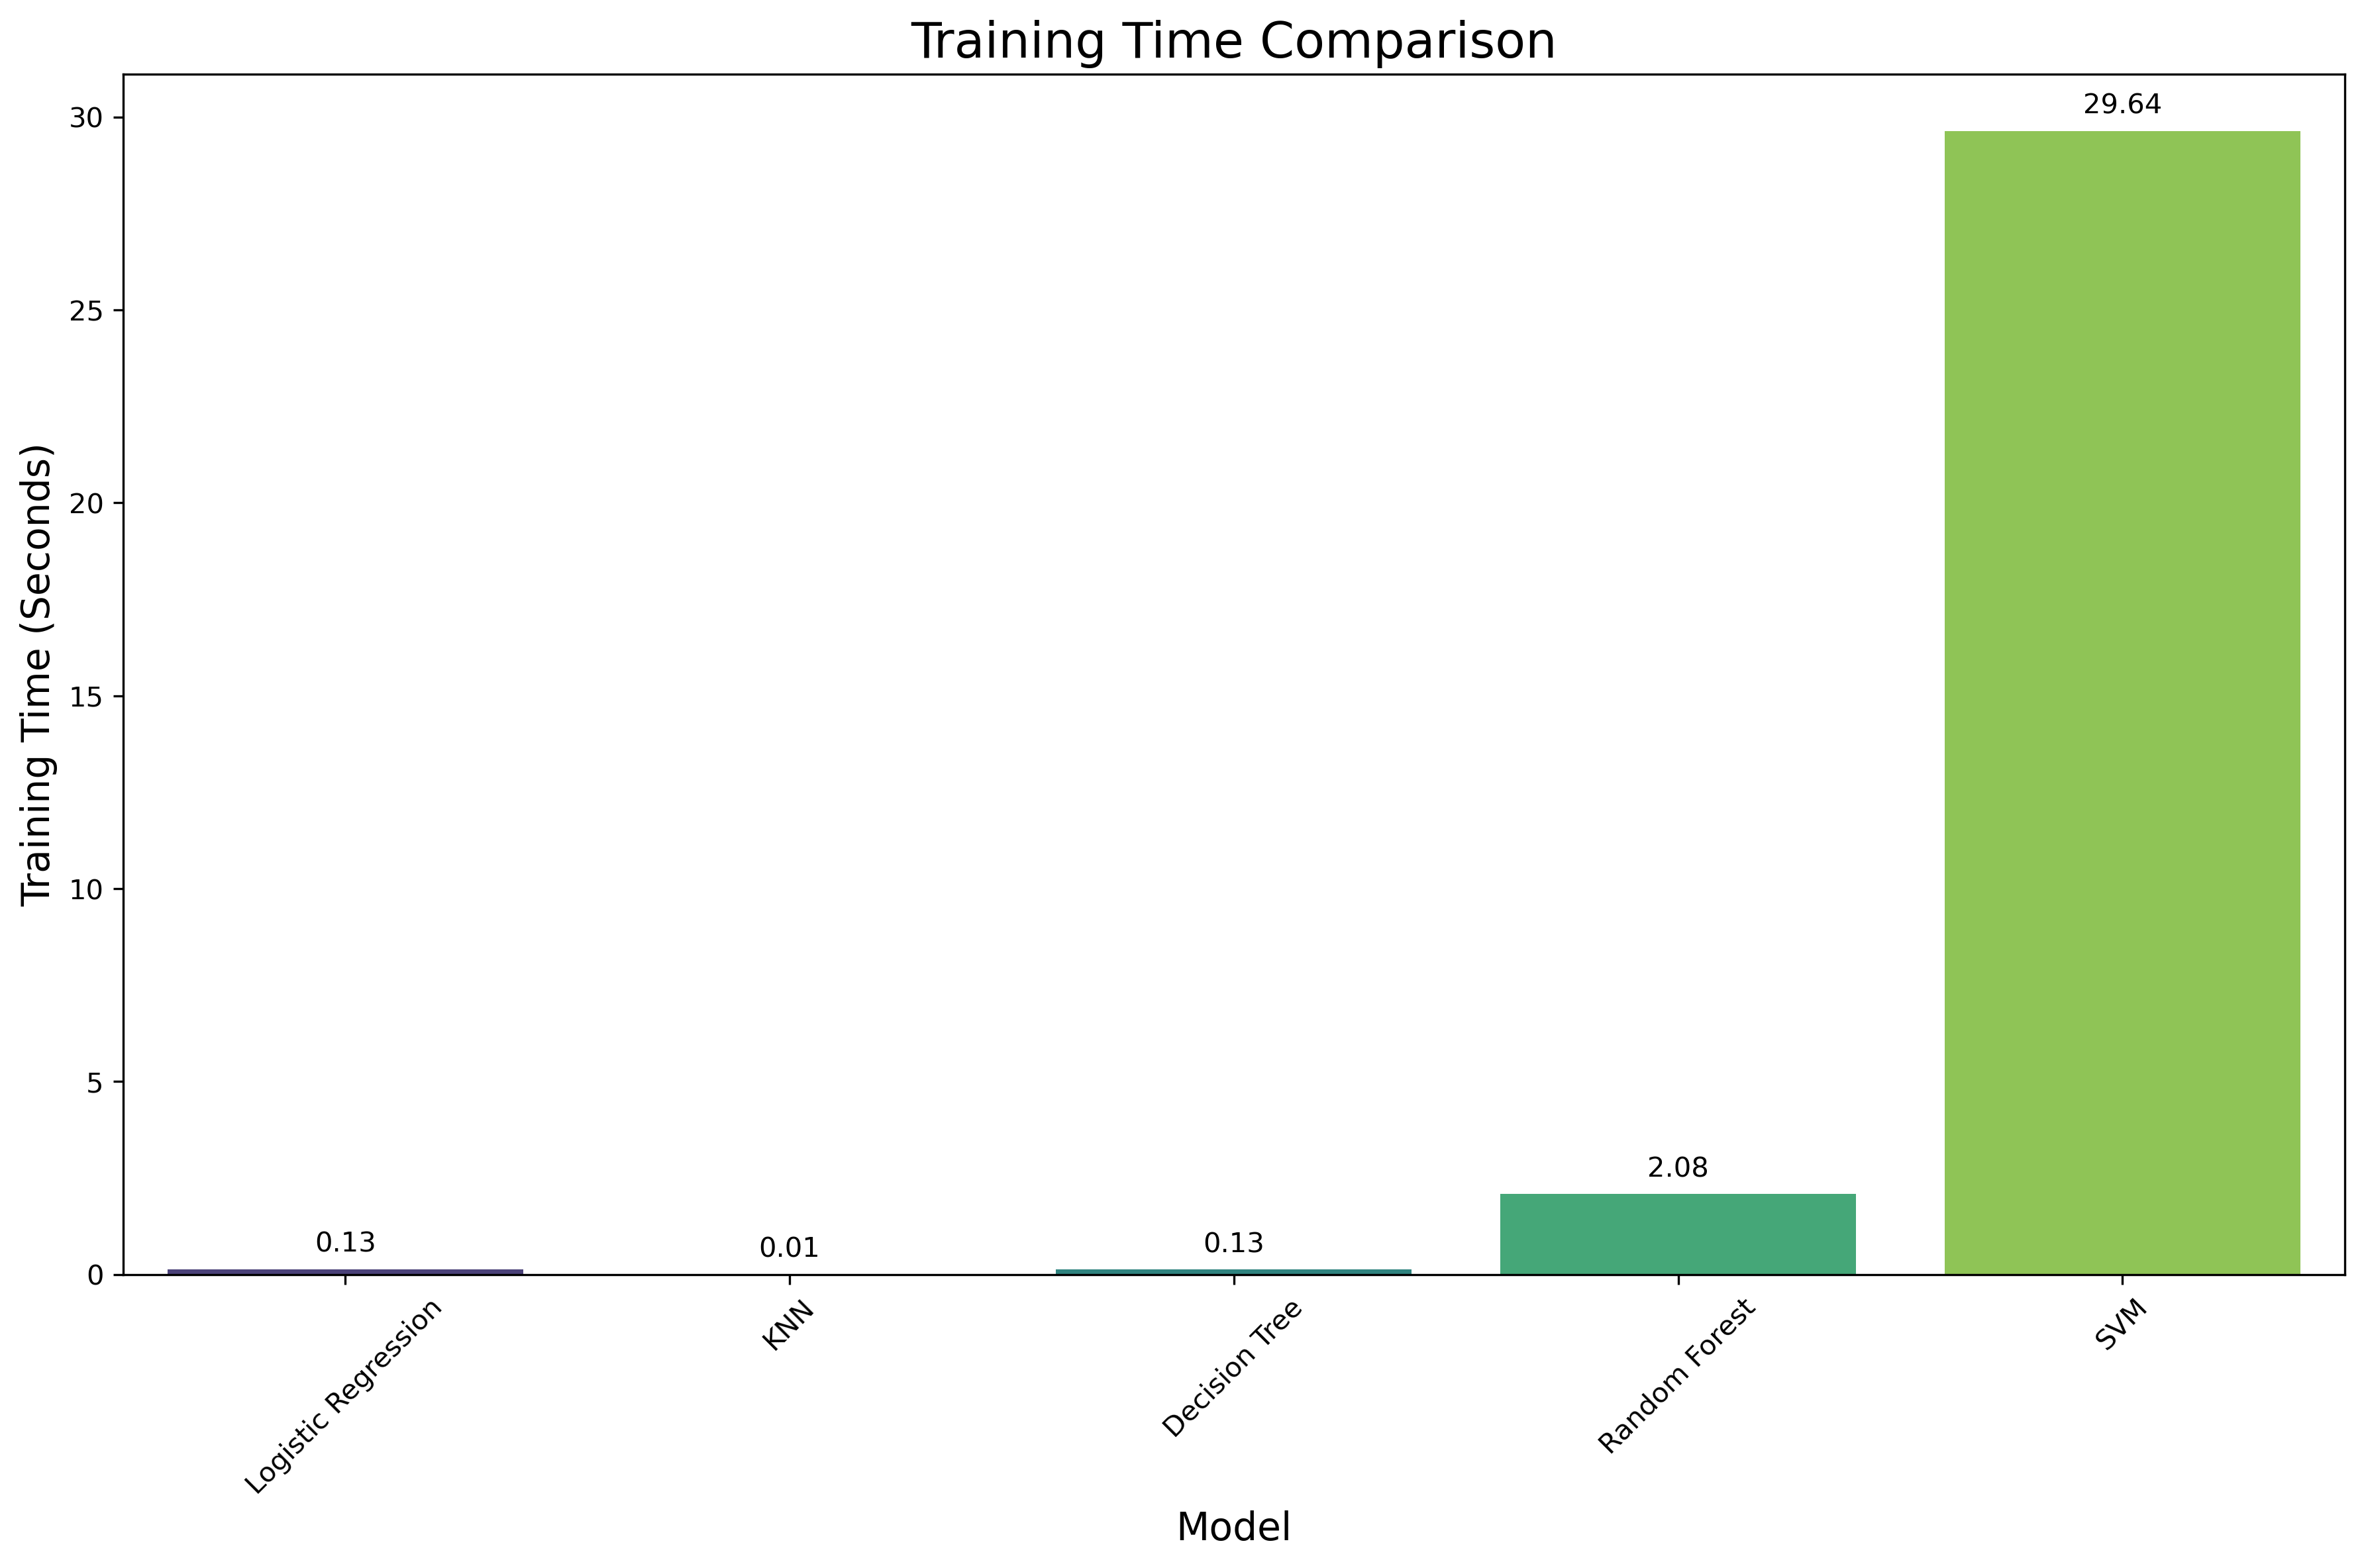 Training Time Comparison
Training Time (Seconds)
30
25
20
15
10
5
0
0.13
0.01
0.13
2.08
29.64
Logistic Regression
KNN
Decision Tree
Random Forest
SVM
Model